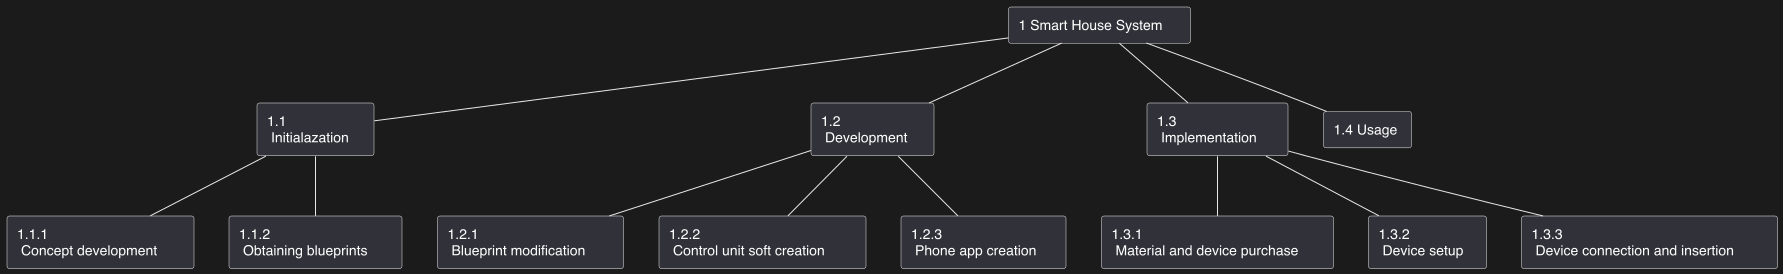 1 Smart House System
1.1
Initialazation
1.2
Development
1.3
Implementation
1.4 Usage
1.1.1
Concept development
1.1.2
Obtaining blueprints
1.2.1
Blueprint modification
1.2.2
Control unit soft creation
1.2.3
Phone app creation
1.3.1
Material and device purchase
1.3.2
Device setup
1.3.3
Device connection and insertion